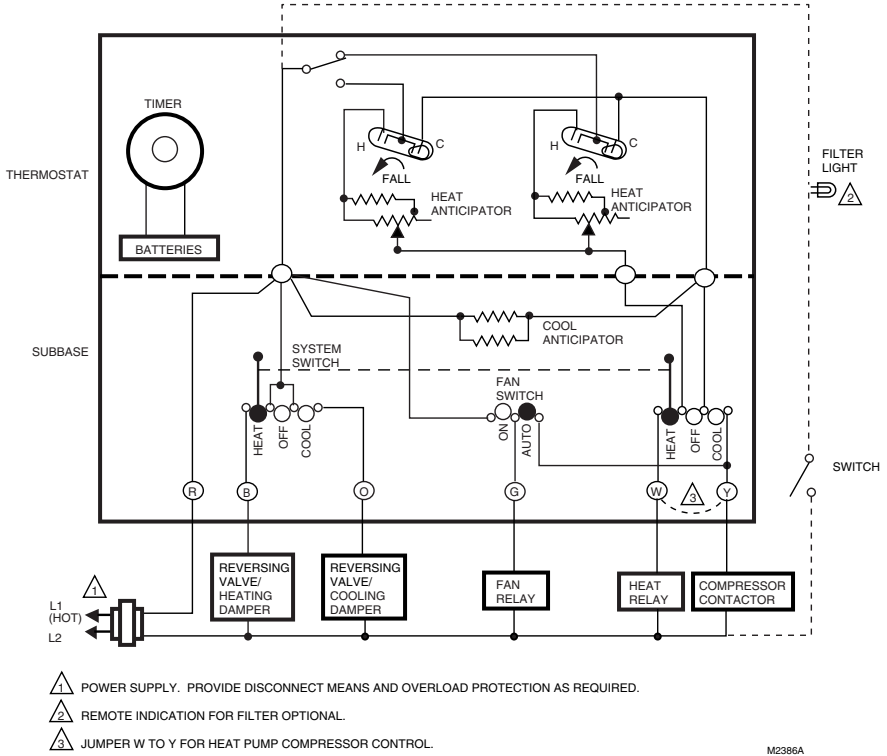 TIMER
THERMOSTAT
BATTERIES
H
C
FALL
HEAT
ANTICIPATOR
H
C
FALL
HEAT
ANTICIPATOR
FILTER
LIGHT
2
SUBBASE
COOL
ANTICIPATOR
SYSTEM
SWITCH
FAN
SWITCH
HEAT
OFF
COOL
ON
AUTO
HEAT
OFF
COOL
SWITCH
R
B
O
G
W
3
Y
REVERSING
VALVE/
HEATING
DAMPER
REVERSING
VALVE/
COOLING
DAMPER
FAN
RELAY
HEAT
RELAY
COMPRESSOR
CONTACTOR
1
L1
(HOT)
L2
1 POWER SUPPLY. PROVIDE DISCONNECT MEANS AND OVERLOAD PROTECTION AS REQUIRED.
2 REMOTE INDICATION FOR FILTER OPTIONAL.
3 JUMPER W TO Y FOR HEAT PUMP COMPRESSOR CONTROL.
M2386A